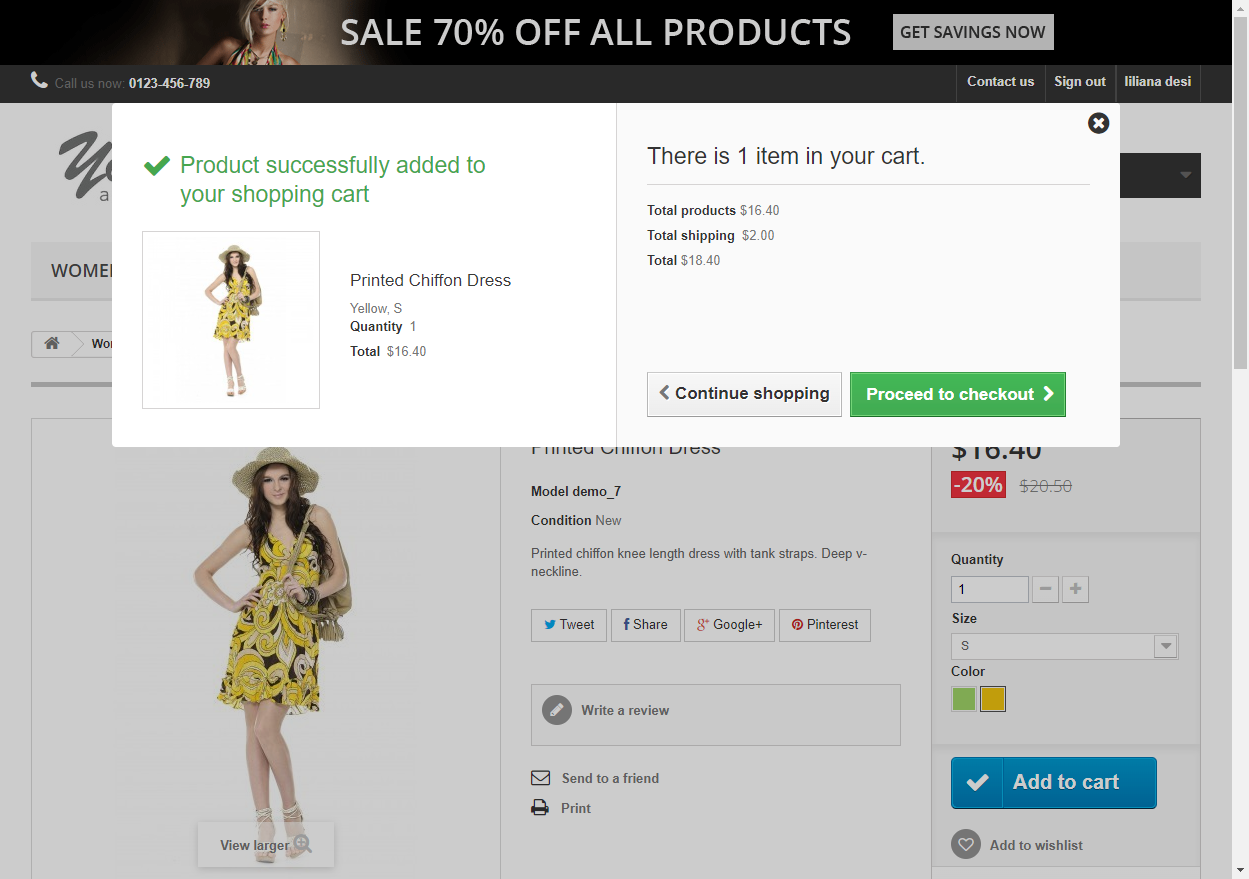 SALE 70% OFF ALL PRODUCTS
GET SAVINGS NOW
Call us now: 0123-456-789
Contact us
Sign out
liliana desi
Product successfully added to
your shopping cart
Printed Chiffon Dress
Yellow, S
Quantity 1
Total $16.40
There is 1 item in your cart.
Total products $16.40
Total shipping $2.00
Total $18.40
Continue shopping
Proceed to checkout
Printed Chiffon Dress
Model demo_7
Condition New
Printed chiffon knee length dress with tank straps. Deep v-
neckline.
Tweet
Share
Google+
Pinterest
Write a review
Send to a friend
Print
View larger
$16.40
-20% $20.50
Quantity
1
Size
S
Color
Add to cart
Add to wishlist